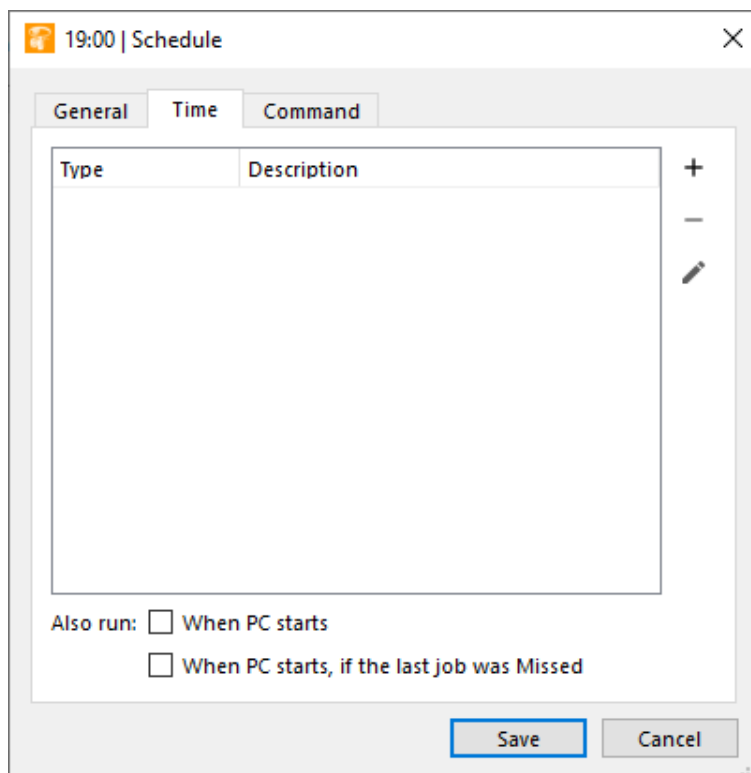 19:00 | Schedule
General Time Command
Type Description
Also run: When PC starts
When PC starts, if the last job was Missed
Save Cancel